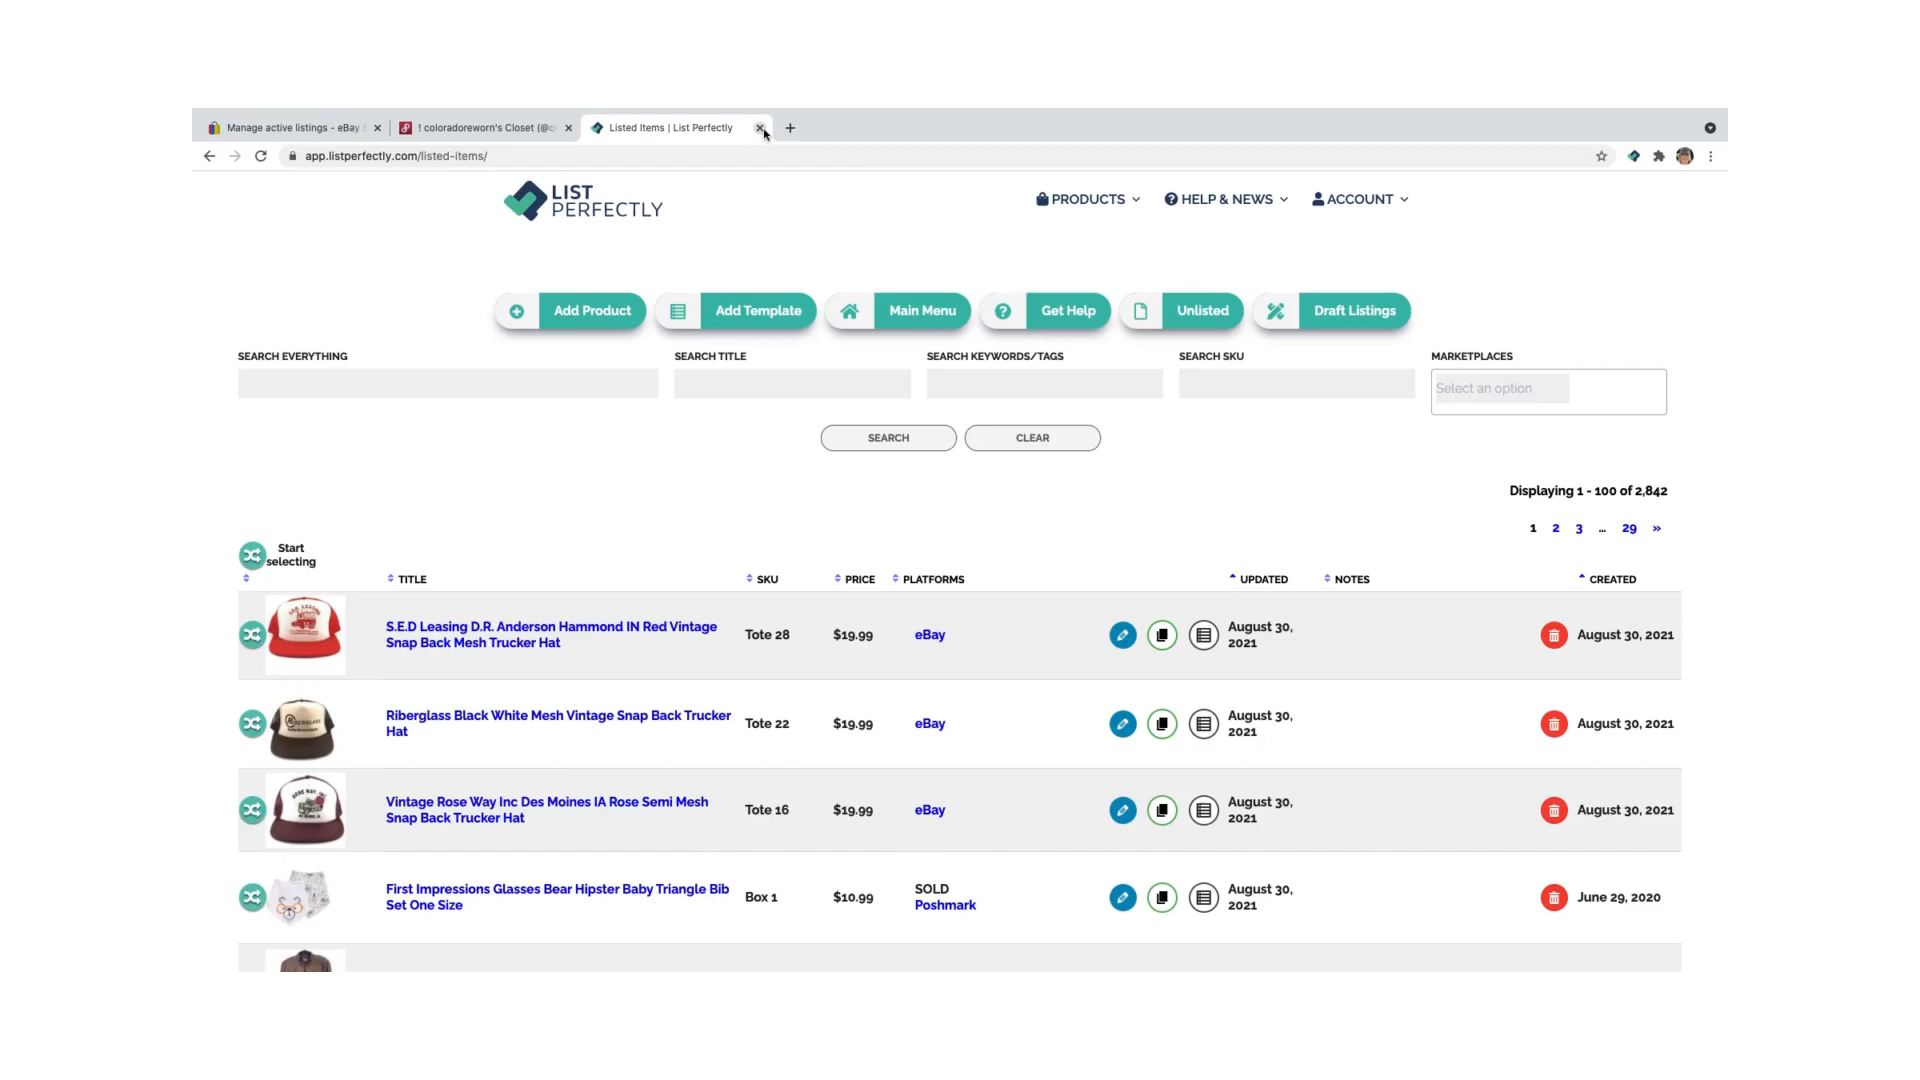 Manage active listings - eBay
! coloradoreworn's Closet (@c
Listed Items | List Perfectly
app.listperfectly.com/listed-items/
LIST
PERFECTLY
PRODUCTS
HELP & NEWS
ACCOUNT
Add Product
Add Template
Main Menu
Get Help
Unlisted
Draft Listings
SEARCH EVERYTHING
SEARCH TITLE
SEARCH KEYWORDS/TAGS
SEARCH SKU
MARKETPLACES
Select an option
SEARCH
CLEAR
Displaying 1 - 100 of 2,842
1 2 3 ... 29 »
Start
selecting
TITLE
SKU
PRICE
PLATFORMS
UPDATED
NOTES
CREATED
S.E.D Leasing D.R. Anderson Hammond IN Red Vintage
Snap Back Mesh Trucker Hat
Tote 28
$19.99
eBay
August 30,
2021
August 30, 2021
Riberglass Black White Mesh Vintage Snap Back Trucker
Hat
Tote 22
$19.99
eBay
August 30,
2021
August 30, 2021
Vintage Rose Way Inc Des Moines IA Rose Semi Mesh
Snap Back Trucker Hat
Tote 16
$19.99
eBay
August 30,
2021
August 30, 2021
First Impressions Glasses Bear Hipster Baby Triangle Bib
Set One Size
Box 1
$10.99
SOLD
Poshmark
August 30,
2021
June 29, 2020